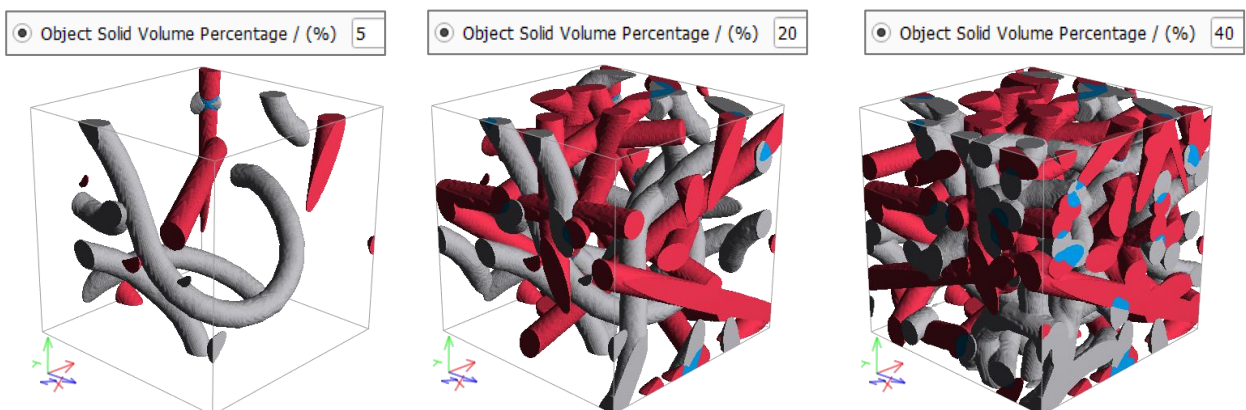 Object Solid Volume Percentage / (%) 5
Object Solid Volume Percentage / (%) 20
Object Solid Volume Percentage / (%) 40
Y
X
Y
X
Y
X